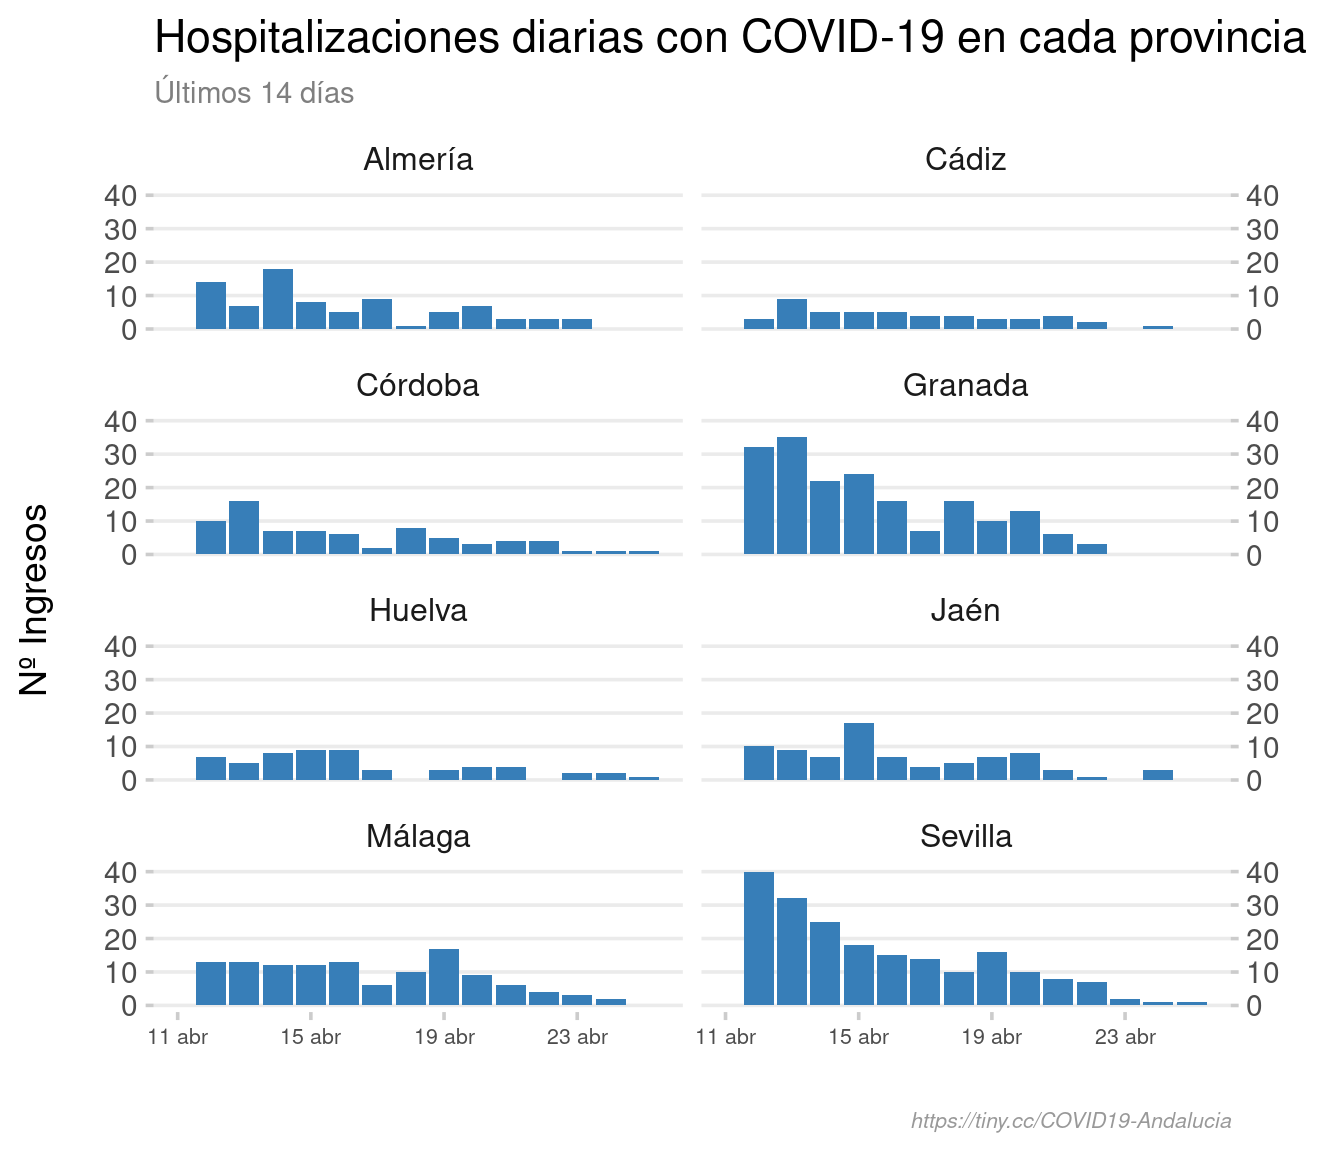 Hospitalizaciones diarias con COVID-19 en cada provincia
Últimos 14 días
Nº Ingresos
Almería
Cádiz
40
30
20
10
0
40
30
20
10
0
Córdoba
Granada
40
30
20
10
0
40
30
20
10
0
Huelva
Jaén
40
30
20
10
0
40
30
20
10
0
Málaga
Sevilla
40
30
20
10
0
40
30
20
10
0
11 abr 15 abr 19 abr 23 abr
11 abr 15 abr 19 abr 23 abr
https://tiny.cc/COVID19-Andalucia